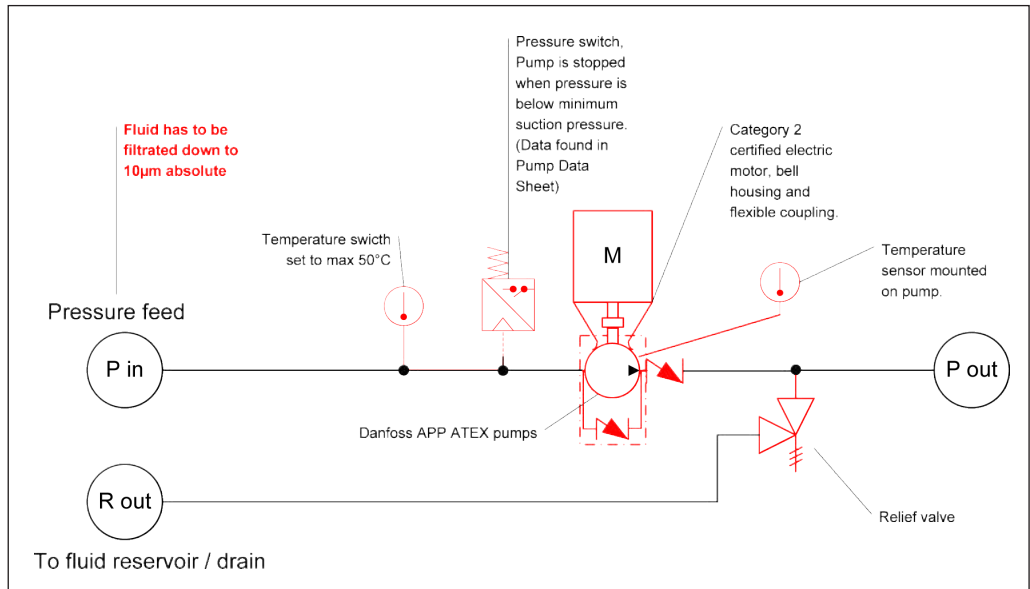 Pressure switch,
Pump is stopped
when pressure is
below minimum
suction pressure.
(Data found in
Pump Data
Sheet)
Fluid has to be
filtrated down to
10µm absolute
Category 2
certified electric
motor, bell
housing and
flexible coupling.
Temperature swicth
set to max 50°C
M
Temperature
sensor mounted
on pump.
Pressure feed
P in
P out
Danfoss APP ATEX pumps
R out
Relief valve
To fluid reservoir / drain